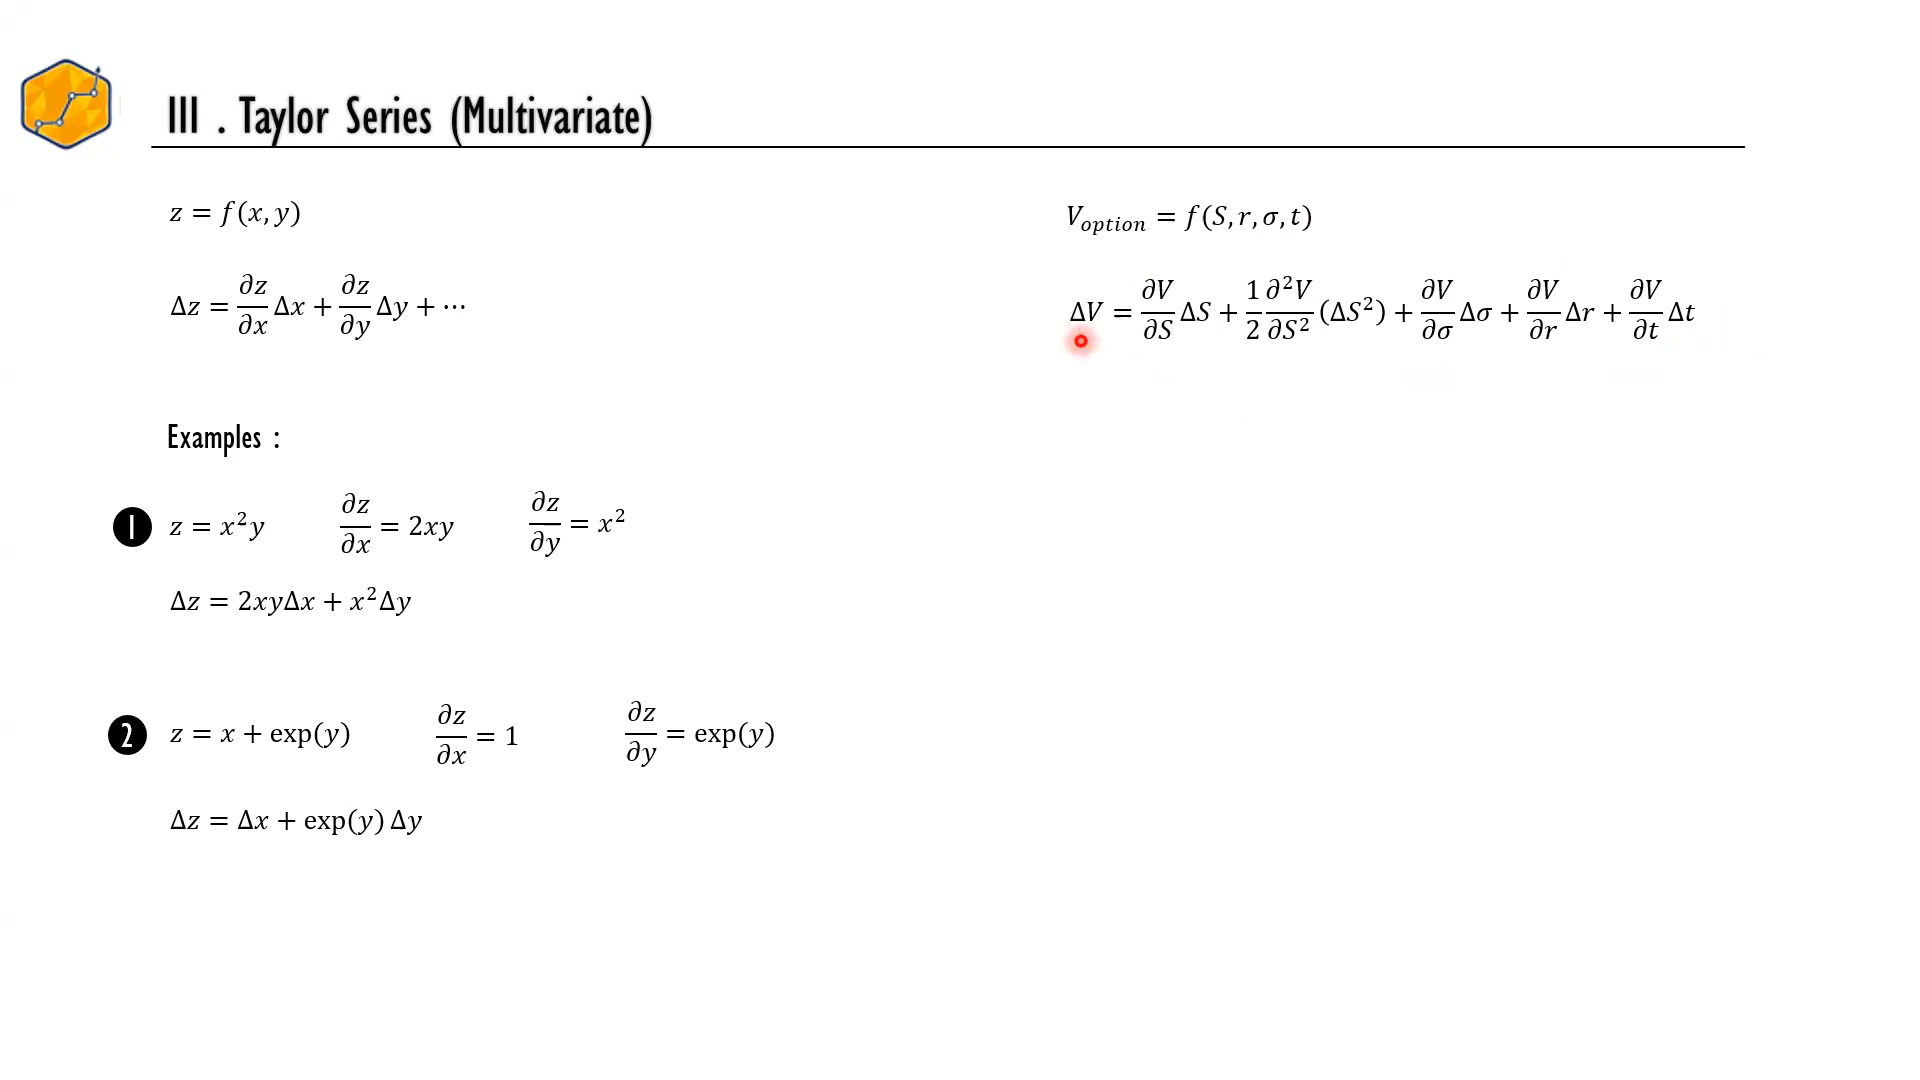 III . Taylor Series (Multivariate)
z = f(x, y)
Δz = ∂z/∂x Δx + ∂z/∂y Δy + ⋯
Examples :
1 z = x²y ∂z/∂x = 2xy ∂z/∂y = x²
Δz = 2xyΔx + x²Δy
2 z = x + exp(y) ∂z/∂x = 1 ∂z/∂y = exp(y)
Δz = Δx + exp(y) Δy
V_option = f(S, r, σ, t)
ΔV = ∂V/∂S ΔS + 1/2 ∂²V/∂S² (ΔS²) + ∂V/∂σ Δσ + ∂V/∂r Δr + ∂V/∂t Δt